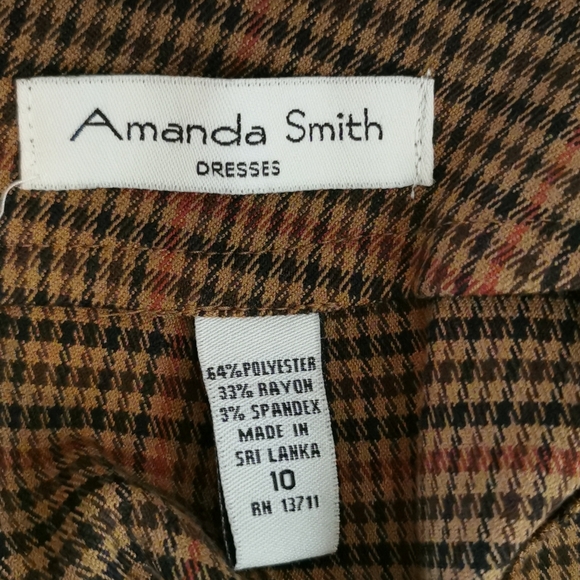 Amanda Smith
DRESSES
64% POLYESTER
33% RAYON
3% SPANDEX
MADE IN
SRI LANKA
10
RN 13711